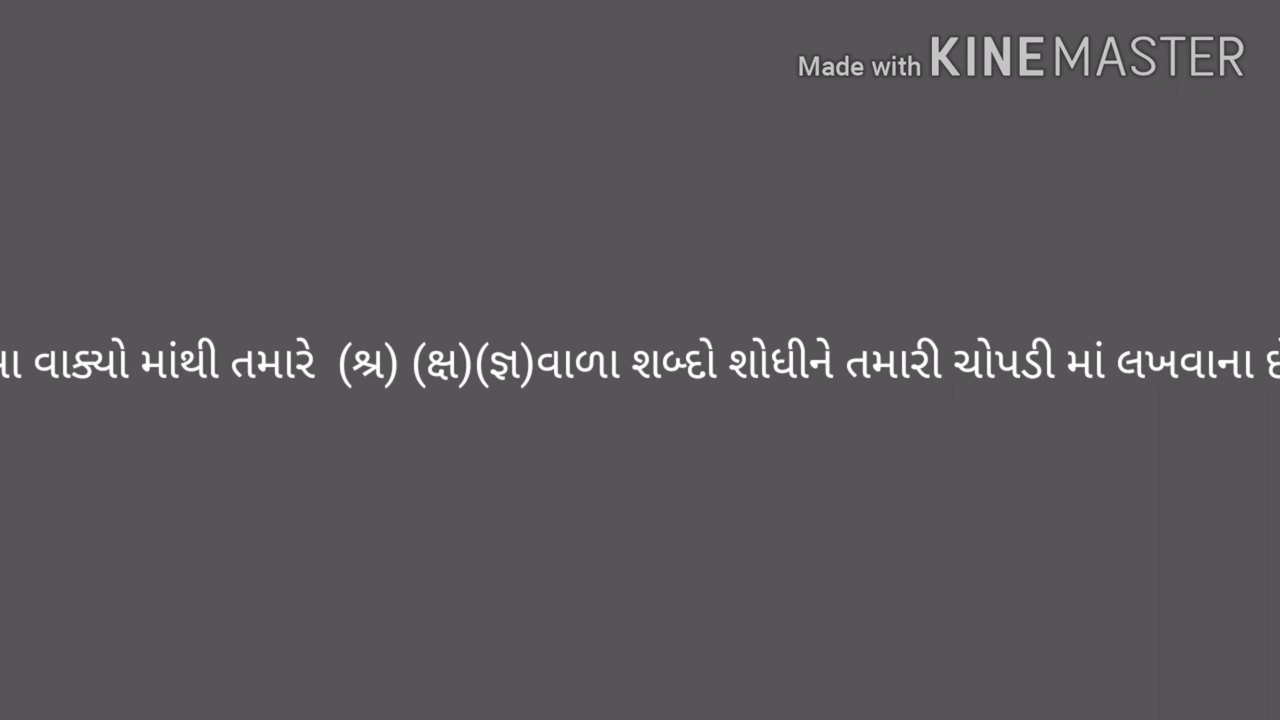 Made with KINEMASTER
વાક્યો માંથી તમારે (શ્ર) (ક્ષ)(જ્ઞ)વાળા શબ્દો શોધીને તમારી ચોપડી માં લખવાના